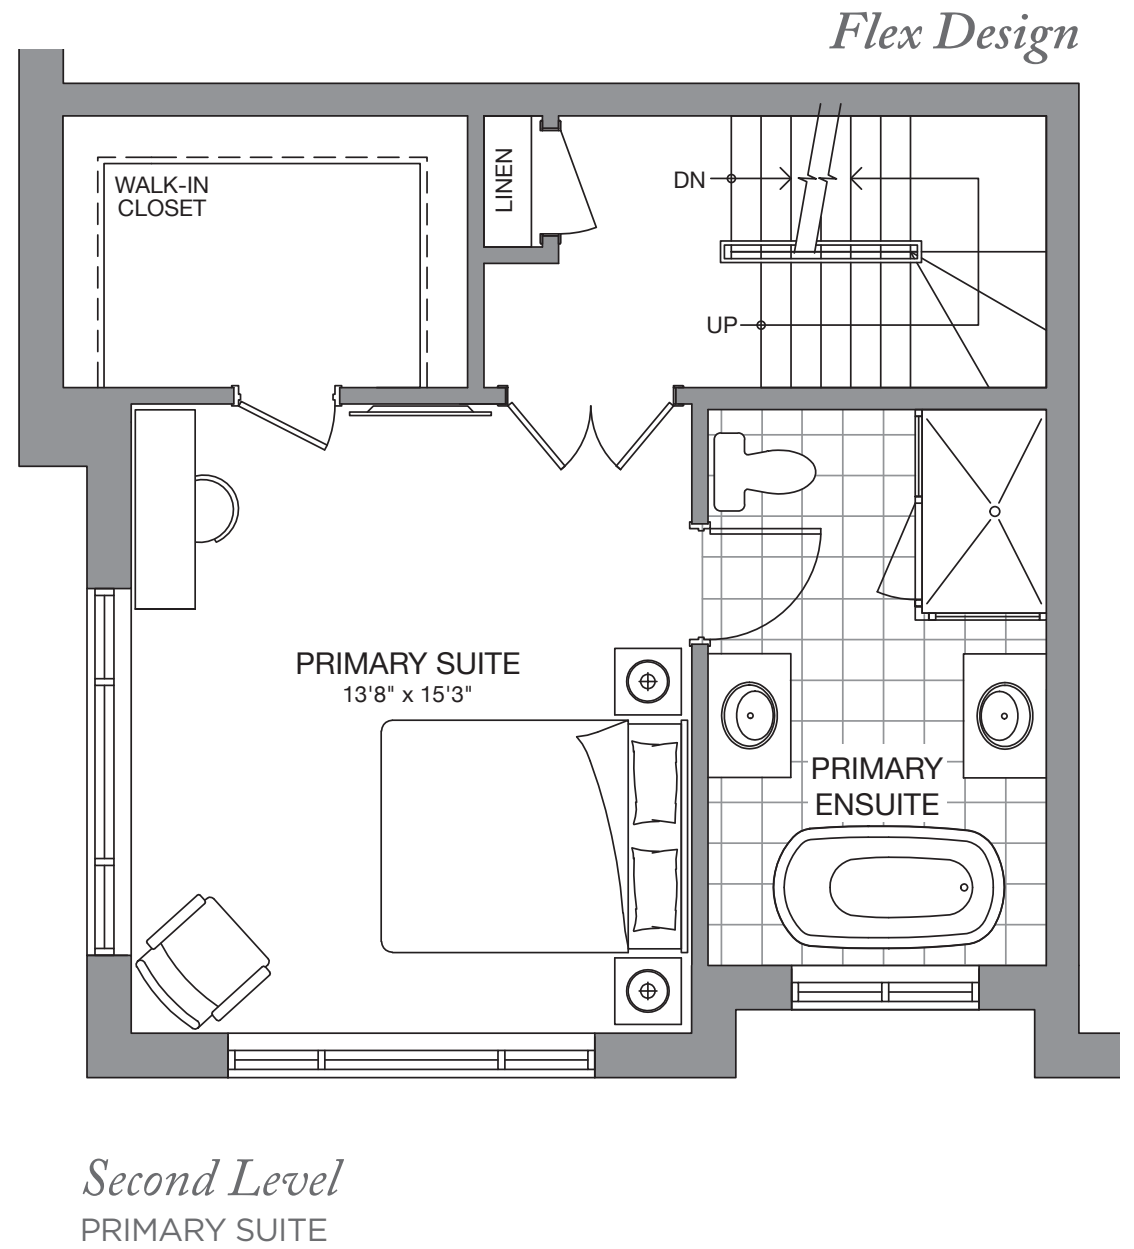 Flex Design
WALK-IN
CLOSET
LINEN
DN
UP
PRIMARY SUITE
13'8" x 15'3"
PRIMARY
ENSUITE
Second Level
PRIMARY SUITE